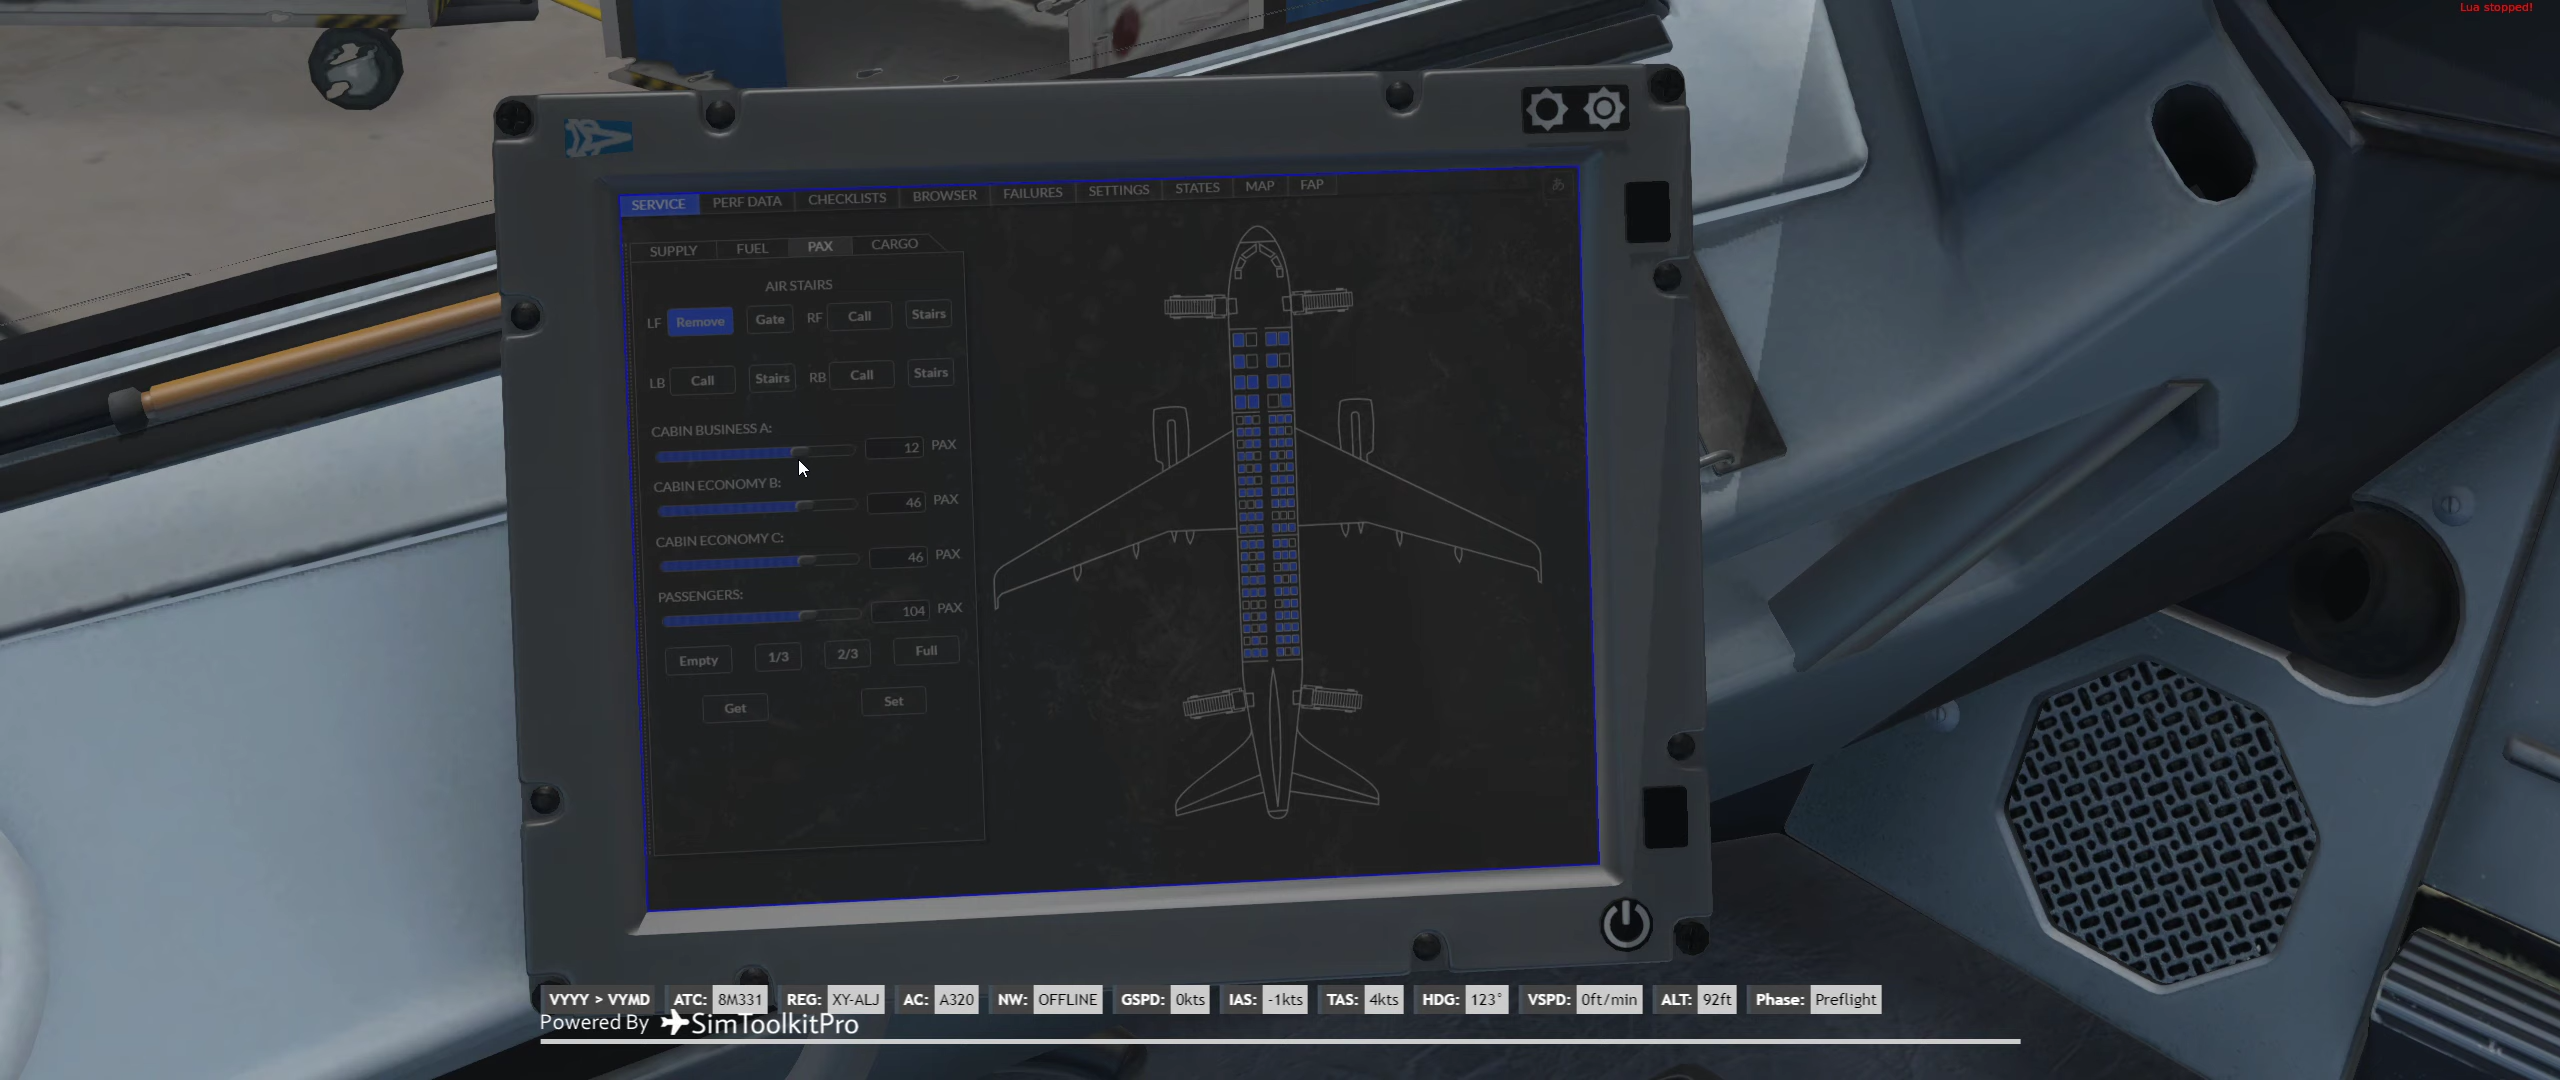 Lua stopped!
SERVICE PERF DATA CHECKLISTS BROWSER FAILURES SETTINGS STATES MAP FAP
SUPPLY FUEL PAX CARGO
AIR STAIRS
LF Remove Gate RF Call Stairs
LB Call Stairs RB Call Stairs
CABIN BUSINESS A:
12 PAX
CABIN ECONOMY B:
46 PAX
CABIN ECONOMY C:
46 PAX
PASSENGERS:
104 PAX
Empty 1/3 2/3 Full
Get Set
VYYY > VYMD ATC: 8M331 REG: XY-ALJ AC: A320 NW: OFFLINE GSPD: 0kts IAS: -1kts TAS: 4kts HDG: 123° VSPD: 0ft/min ALT: 92ft Phase: Preflight
Powered By SimToolkitPro